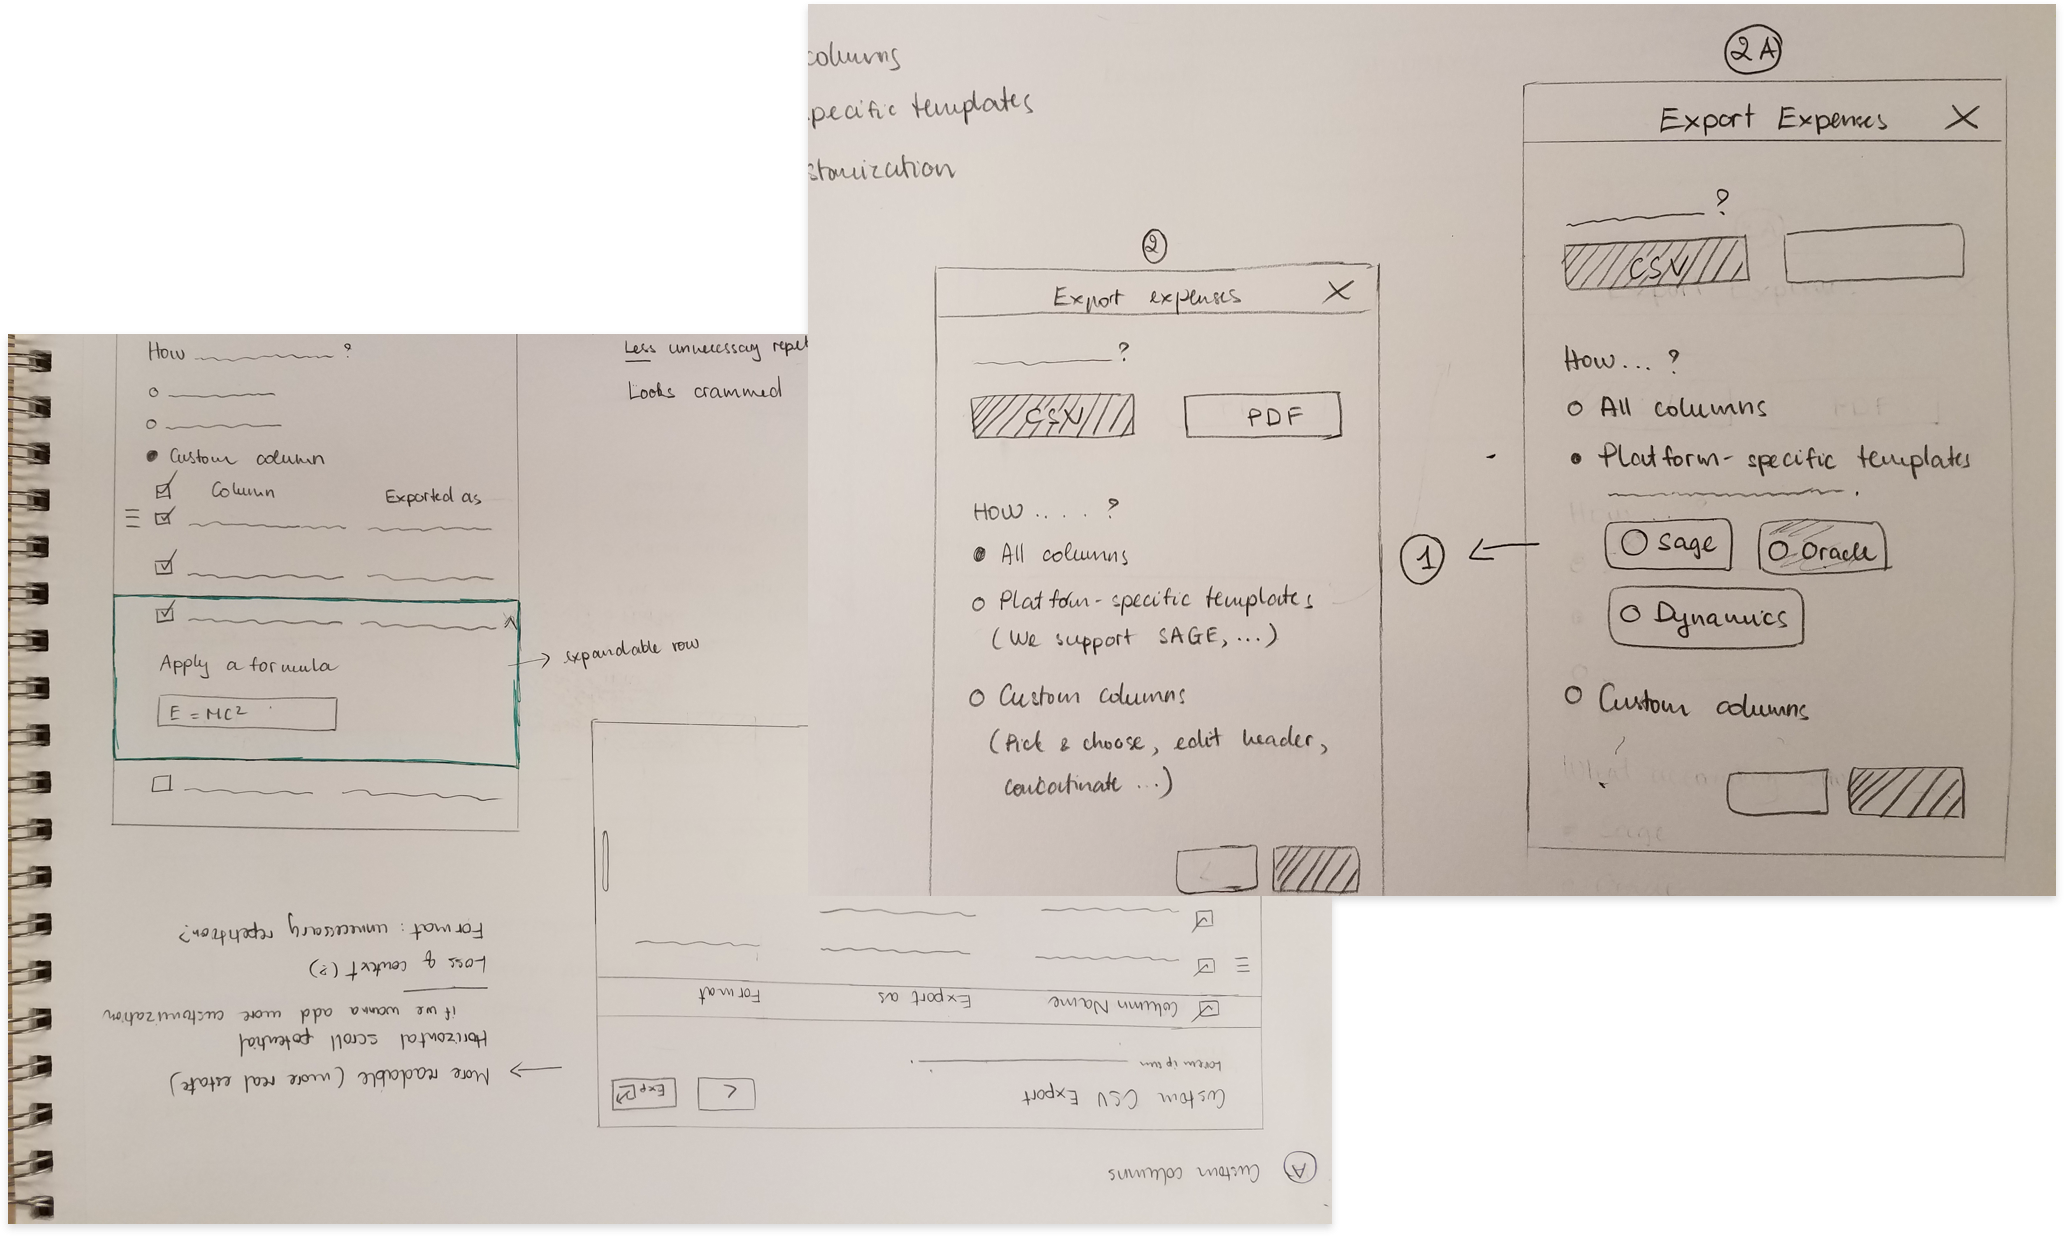 columns
pecific templates
stomization
2
Export expenses X
?
CSV PDF
How .... ?
All columns
Platform-specific templates
(We support SAGE, ...)
Custom columns
(Pick & choose, edit header,
...)
2A
Export Expenses X
?
CSV
How... ?
All columns
Platform-specific templates
Sage Oracle
Dynamics
Custom columns
1
How ?
Custom column
Column Exported as
Apply a formula
E = MC²
expandable row
Less unnecessary repet
Looks crammed
A Custom columns
Custom CSV Export < Exp
Lorem ipsum
Column Name Export as Format
More readable (more real estate)
Horizontal scroll potential
if we wanna add more customization
Loss of context (?)
Format: unnecessary repetition?